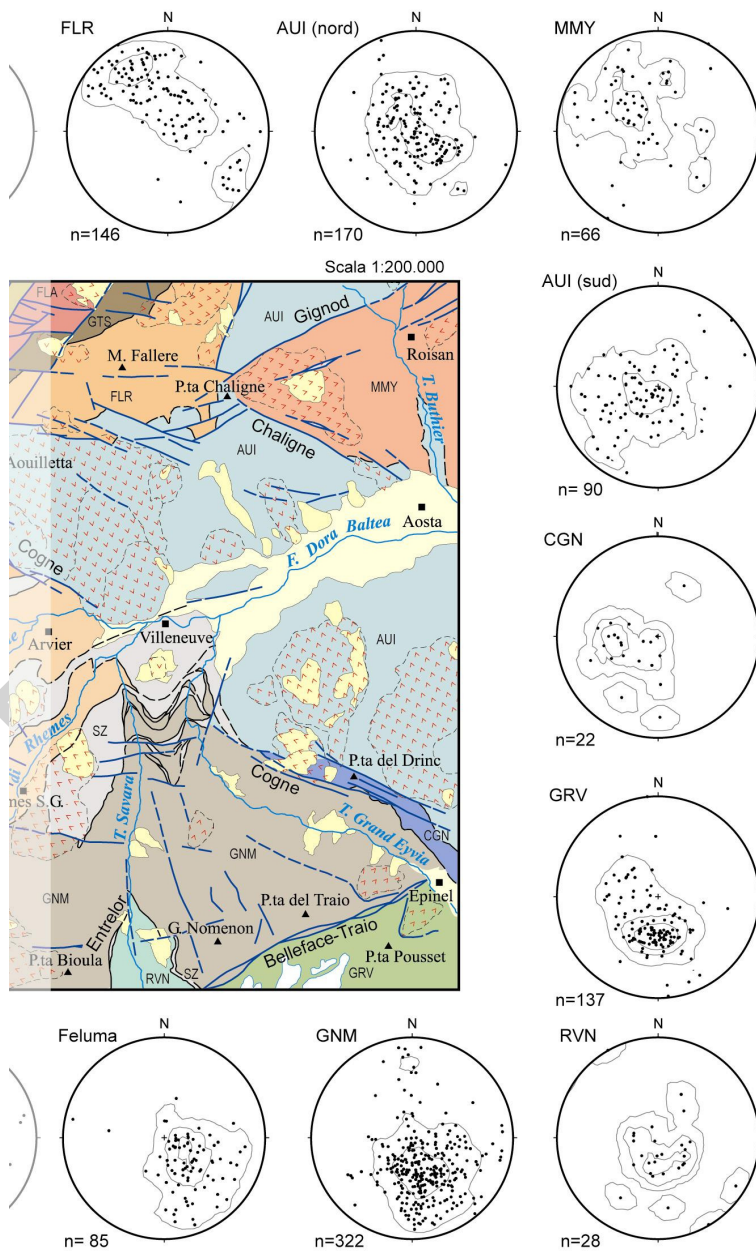 FLR
AUI (nord)
MMY
N
N
N
n=146
n=170
n=66
Scala 1:200.000
AUI (sud)
N
n= 90
FLA
GTS
AUI
Gignod
Roisan
M. Fallere
P.ta Chaligne
MMY
T. Buthier
FLR
Chaligne
AUI
Aouilletta
Aosta
F. Dora Baltea
Cogne
CGN
N
n=22
Arvier
Villeneuve
AUI
Rhemes
SZ
P.ta del Drinc
mes S.G.
Cogne
T. Savara
T. Grand Eyvia
CGN
GNM
GNM
Epinel
P.ta del Traio
Entrelor
G. Nomenon
Belleface-Traio
P.ta Pousset
P.ta Bioula
RVN
SZ
GRV
GRV
N
n=137
Feluma
GNM
RVN
N
N
N
n= 85
n=322
n=28